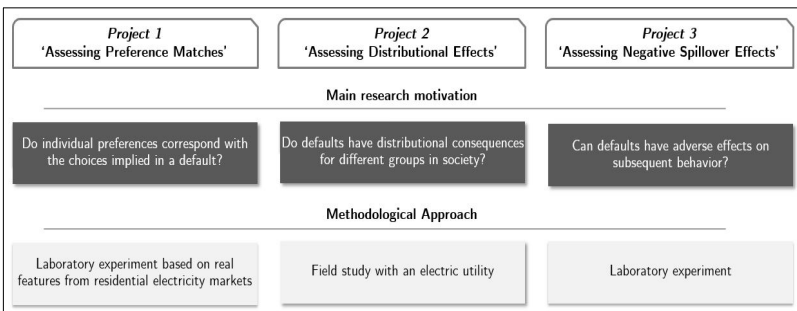 Project 1
'Assessing Preference Matches'
Project 2
'Assessing Distributional Effects'
Project 3
'Assessing Negative Spillover Effects'
Main research motivation
Do individual preferences correspond with
the choices implied in a default?
Do defaults have distributional consequences
for different groups in society?
Can defaults have adverse effects on
subsequent behavior?
Methodological Approach
Laboratory experiment based on real
features from residential electricity markets
Field study with an electric utility
Laboratory experiment